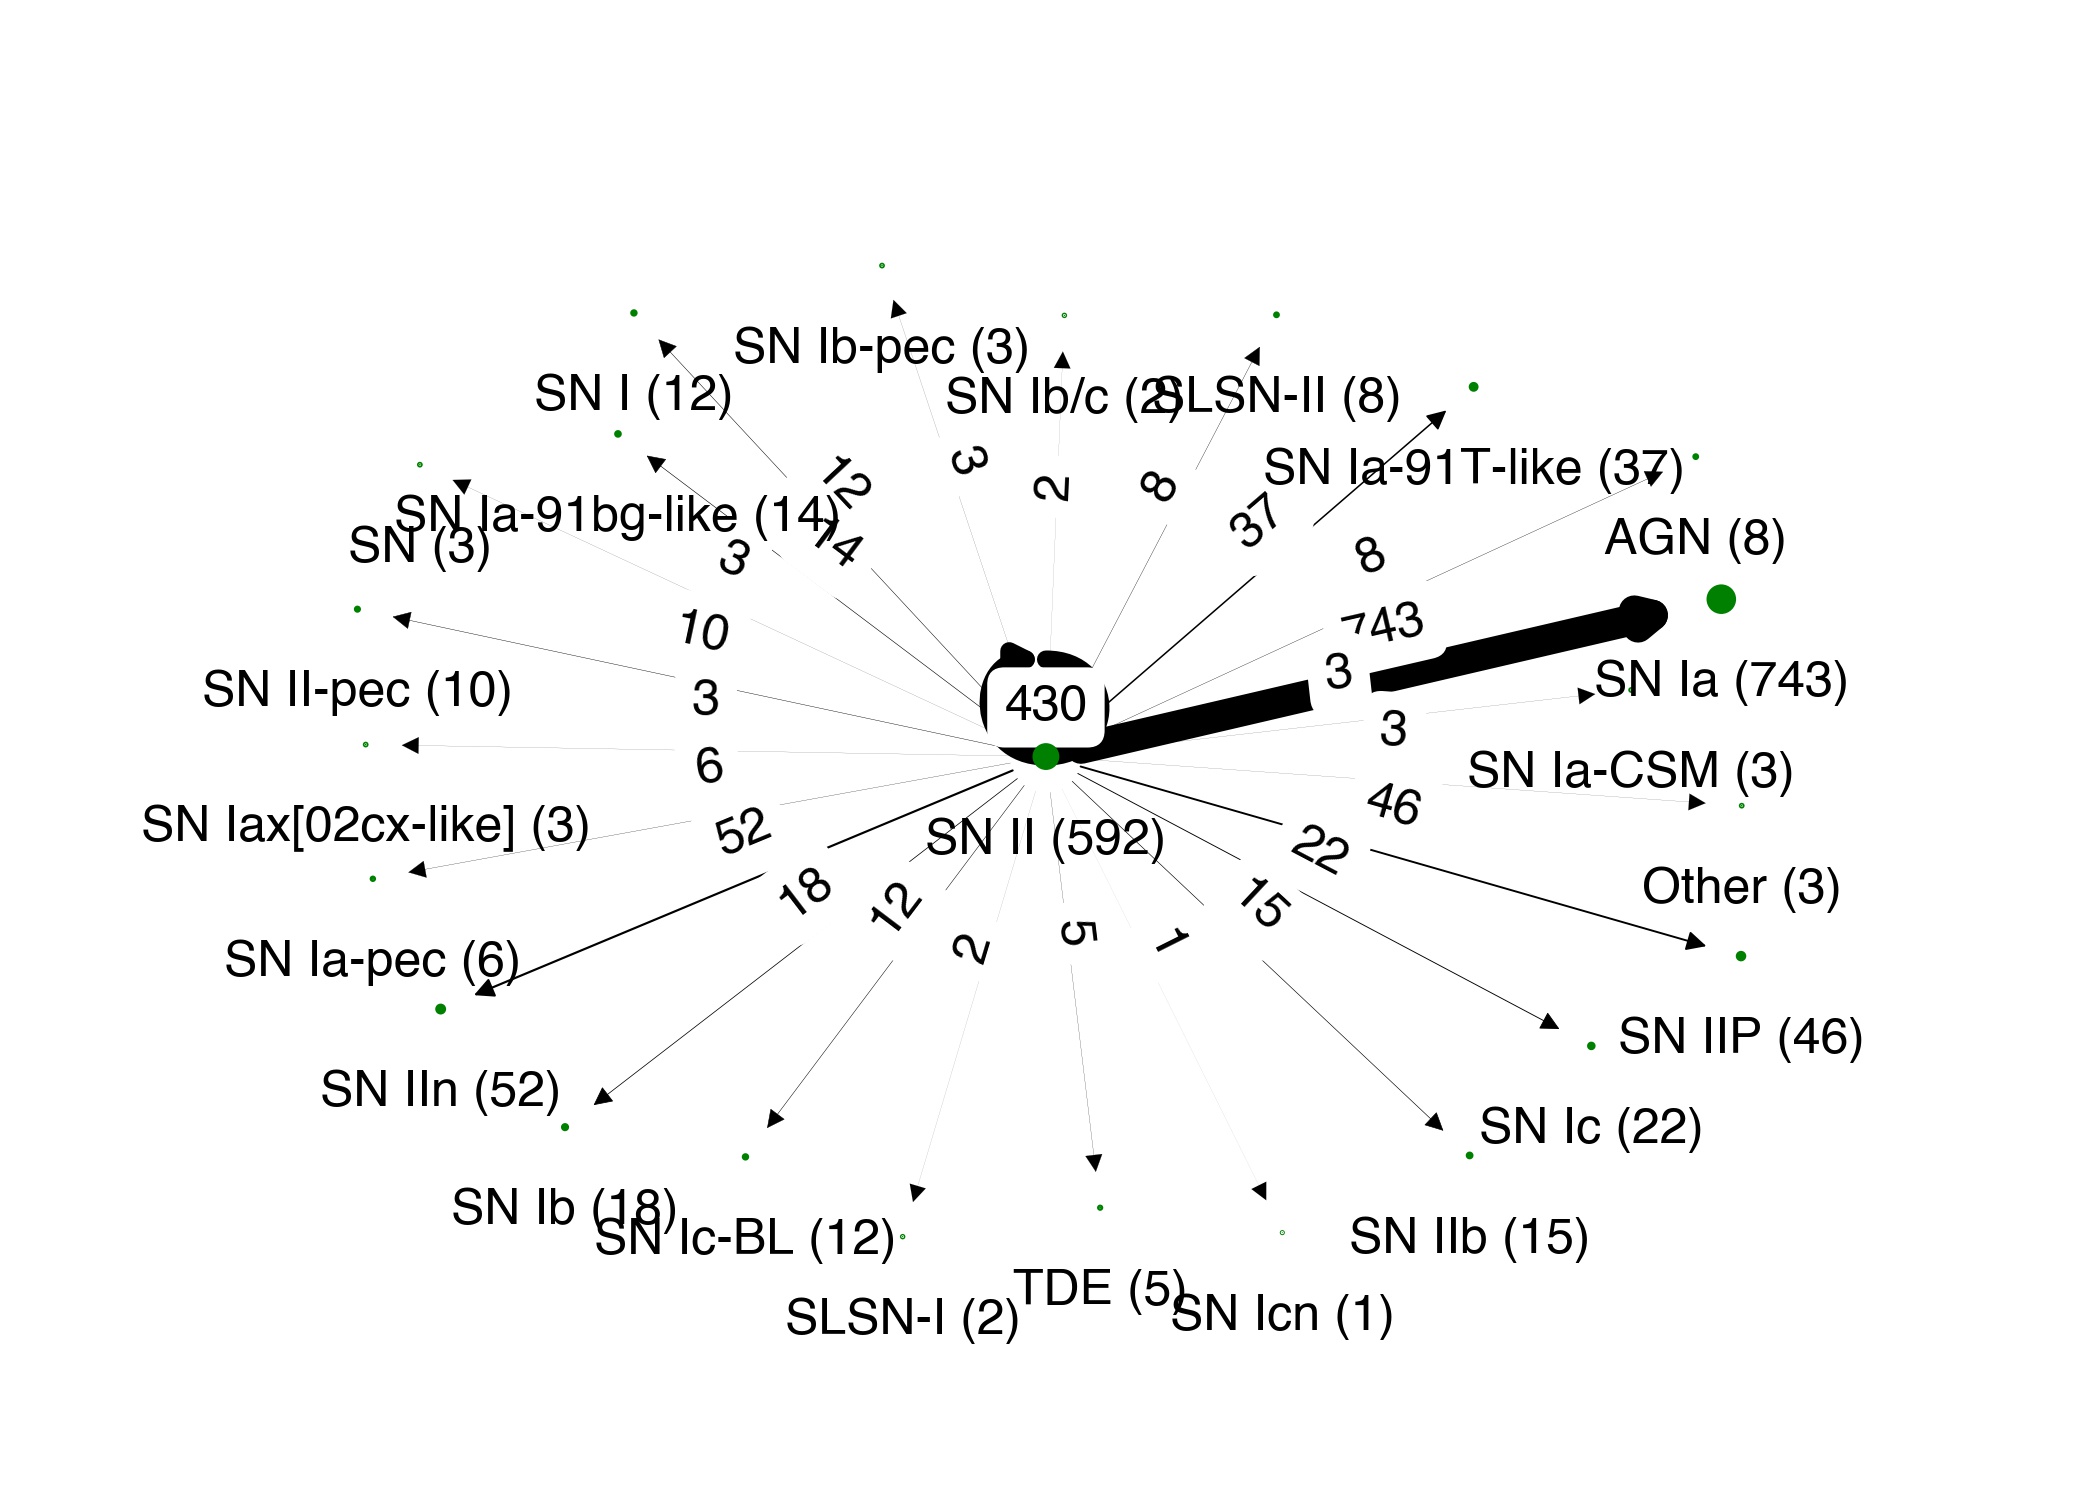 SN Ib-pec (3)
SN I (12)
SN Ib/c (2)
SLSN-II (8)
3
12
2
8
SN Ia-91T-like (37)
37
SN Ia-91bg-like (14)
14
SN (3)
3
8
AGN (8)
10
743
3
SN Ia (743)
SN II-pec (10)
3
430
3
6
SN Ia-CSM (3)
SN Iax[02cx-like] (3)
52
SN II (592)
46
22
Other (3)
18
12
15
SN Ia-pec (6)
2
5
1
SN IIP (46)
SN IIn (52)
SN Ic (22)
SN Ib (18)
SN Ic-BL (12)
SN IIb (15)
TDE (5)
SLSN-I (2)
SN Icn (1)